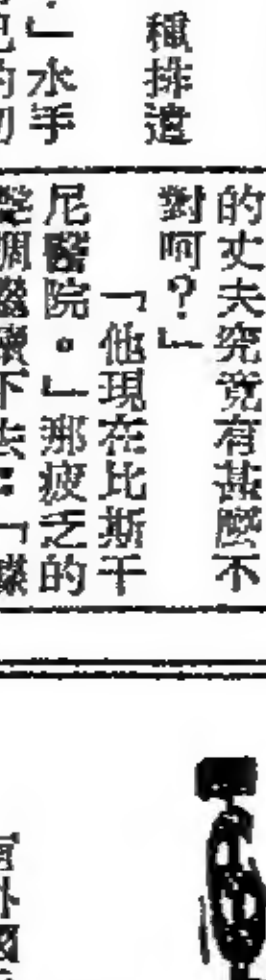 種排遣
。」水手
的丈夫究竟有甚麼不
對呵？」
「他現在比斯干
尼醫院。」那疲乏的
聲調繼續下去：「